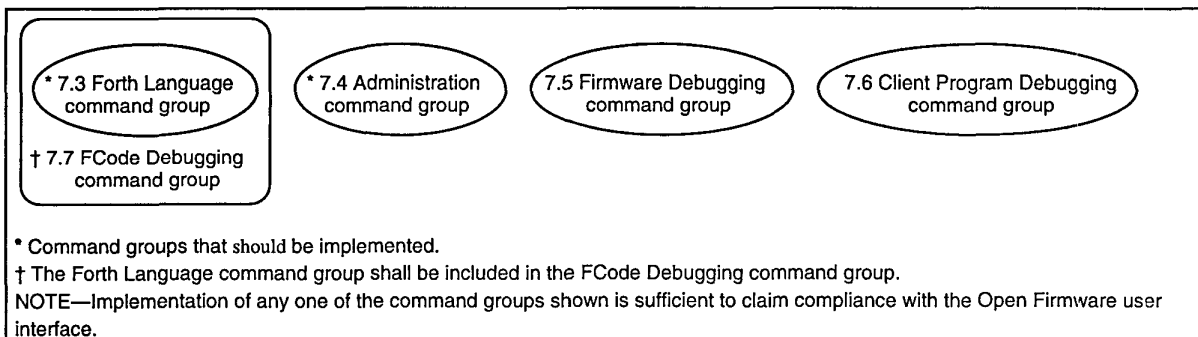 * 7.3 Forth Language
command group
* 7.4 Administration
command group
7.5 Firmware Debugging
command group
7.6 Client Program Debugging
command group
† 7.7 FCode Debugging
command group
* Command groups that should be implemented.
† The Forth Language command group shall be included in the FCode Debugging command group.
NOTE—Implementation of any one of the command groups shown is sufficient to claim compliance with the Open Firmware user
interface.